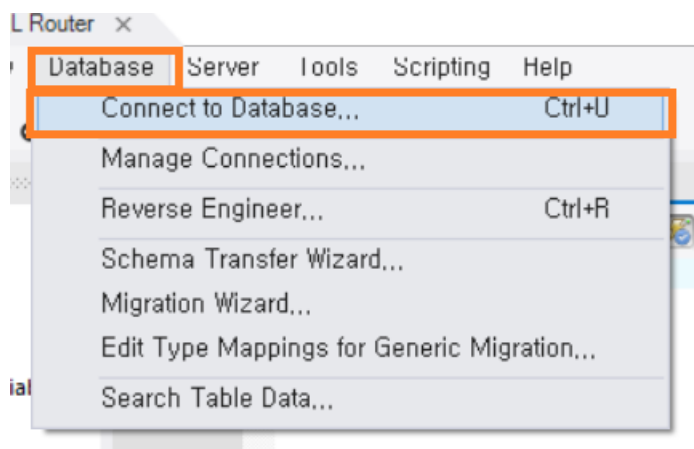 L Router ×
Database Server Tools Scripting Help
Connect to Database... Ctrl+U
Manage Connections...
Reverse Engineer... Ctrl+R
Schema Transfer Wizard...
Migration Wizard...
Edit Type Mappings for Generic Migration...
ial
Search Table Data...